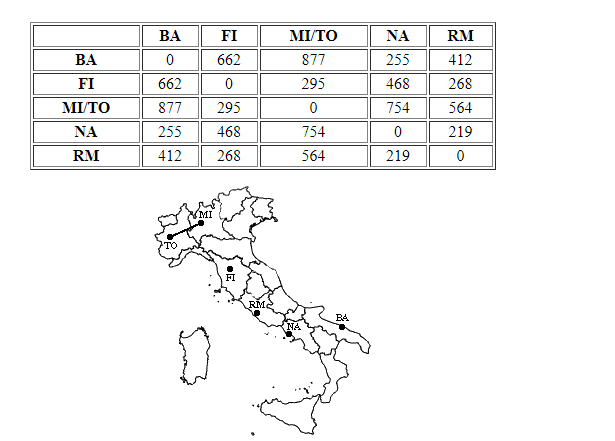 BA FI MI/TO NA RM
BA 0 662 877 255 412
FI 662 0 295 468 268
MI/TO 877 295 0 754 564
NA 255 468 754 0 219
RM 412 268 564 219 0
MI
TO
FI
RM
BA
NA